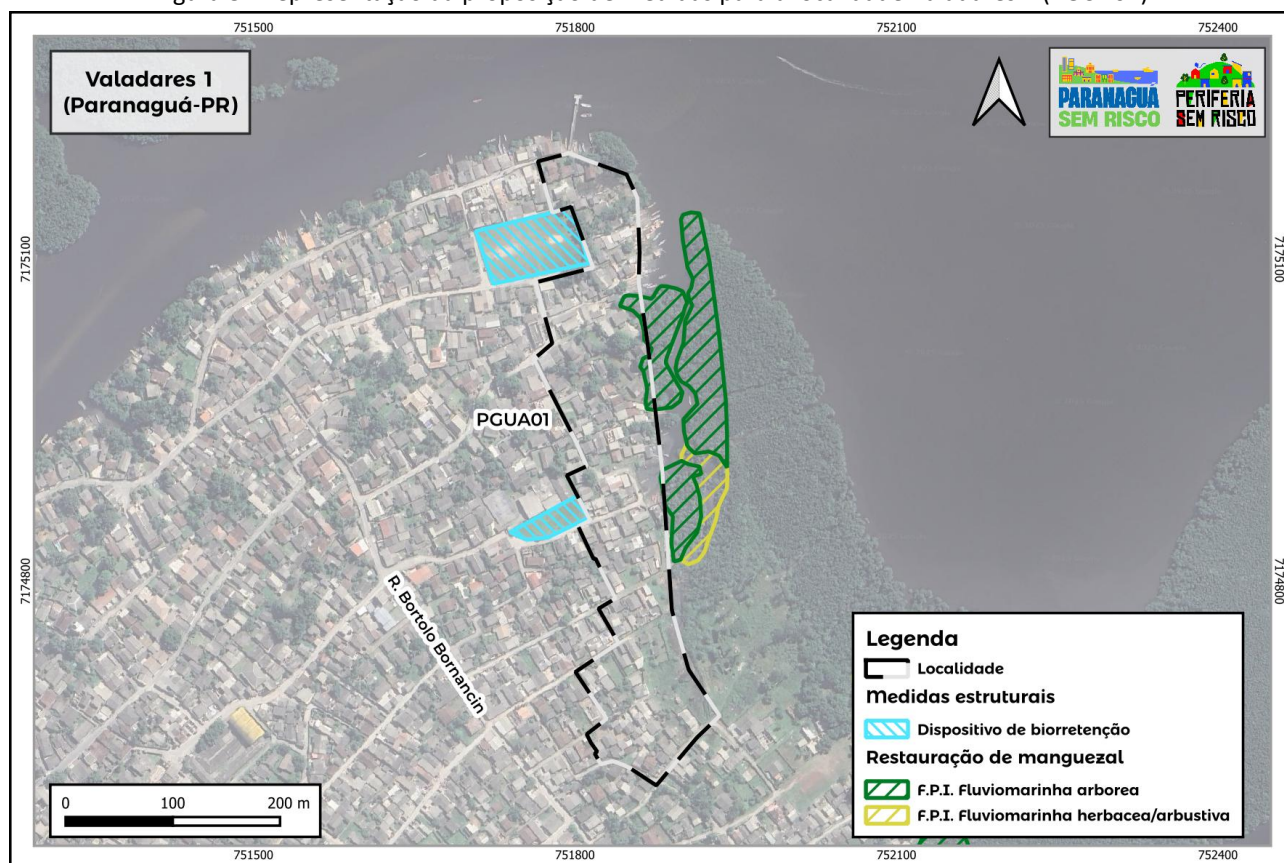 751500 751800 752100 752400
Valadares 1
(Paranaguá-PR)
PARANAGUÁ
SEM RISCO
PERIFERIA
SEM RISCO
7175100
7175100
PGUA01
7174800
7174800
R. Bortolo Bornancin
Legenda
Localidade
Medidas estruturais
Dispositivo de biorretenção
Restauração de manguezal
F.P.I. Fluviomarinha arborea
F.P.I. Fluviomarinha herbacea/arbustiva
0 100 200 m
751500 751800 752100 752400